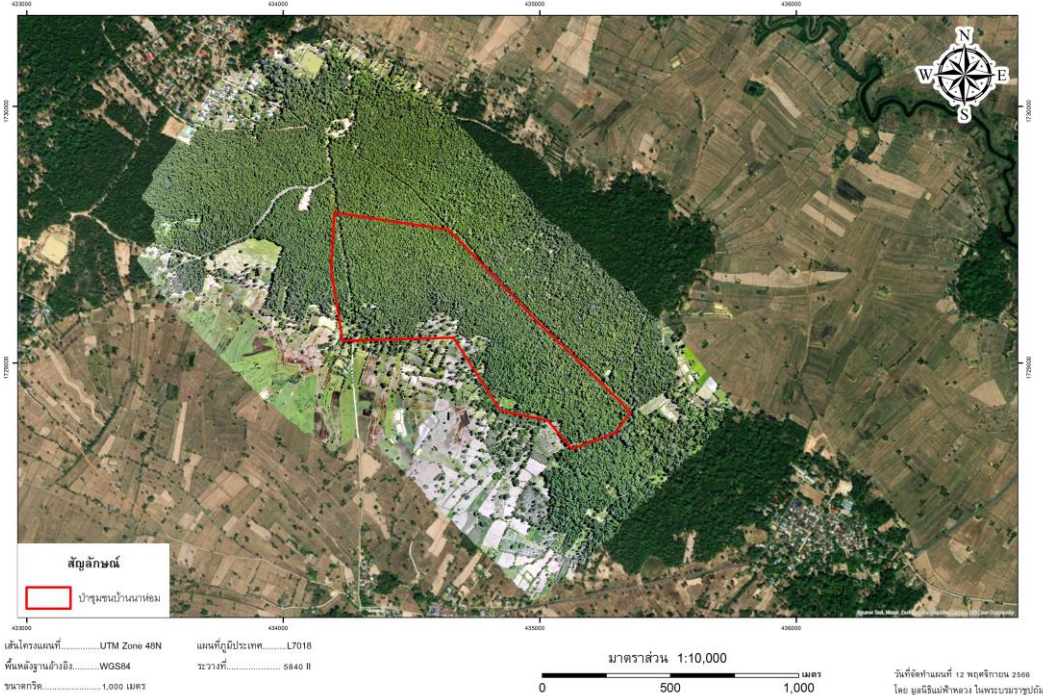 433000 434000 435000 436000
N
W E
S
1730000 1730000
1729000 1729000
สัญลักษณ์
ป่าชุมชนบ้านนาห่อม
433000 434000 435000 436000
เส้นโครงแผนที่...............UTM Zone 48N แผนที่ภูมิประเทศ..........L7018
พื้นหลังฐานอ้างอิง..........WGS84 ระวางที่..................... 5840 II
ขนาดกริด......................1,000 เมตร
มาตราส่วน 1:10,000
เมตร
0 500 1,000
วันที่จัดทำแผนที่ 12 พฤศจิกายน 2566
โดย มูลนิธิแม่ฟ้าหลวง ในพระบรมราชูปถัมภ์